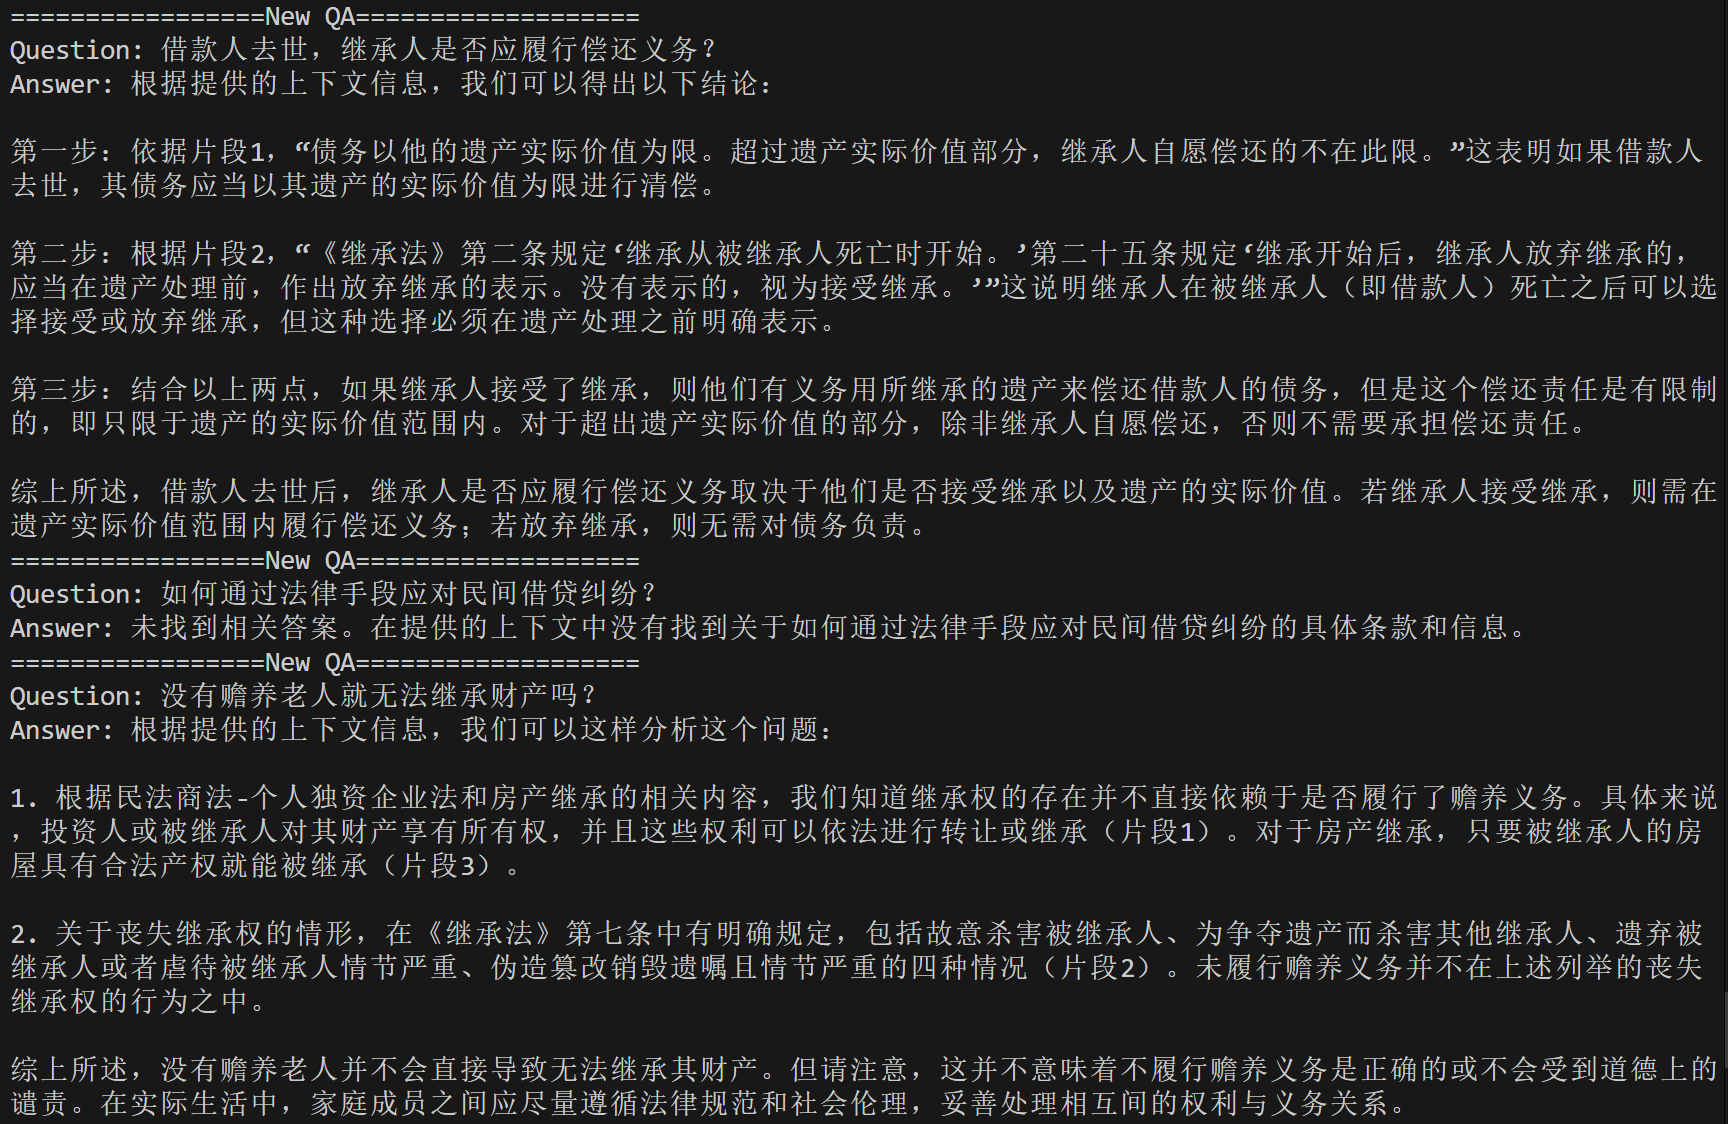 =================New QA===================
Question: 借款人去世，继承人是否应履行偿还义务？
Answer: 根据提供的上下文信息，我们可以得出以下结论：
第一步：依据片段1，“债务以他的遗产实际价值为限。超过遗产实际价值部分，继承人自愿偿还的不在此限。”这表明如果借款人
去世，其债务应当以其遗产的实际价值为限进行清偿。
第二步：根据片段2，“《继承法》第二条规定‘继承从被继承人死亡时开始。’第二十五条规定‘继承开始后，继承人放弃继承的，
应当在遗产处理前，作出放弃继承的表示。没有表示的，视为接受继承。’”这说明继承人在被继承人（即借款人）死亡之后可以选
择接受或放弃继承，但这种选择必须在遗产处理之前明确表示。
第三步：结合以上两点，如果继承人接受了继承，则他们有义务用所继承的遗产来偿还借款人的债务，但是这个偿还责任是有限制
的，即只限于遗产的实际价值范围内。对于超出遗产实际价值的部分，除非继承人自愿偿还，否则不需要承担偿还责任。
综上所述，借款人去世后，继承人是否应履行偿还义务取决于他们是否接受继承以及遗产的实际价值。若继承人接受继承，则需在
遗产实际价值范围内履行偿还义务；若放弃继承，则无需对债务负责。
=================New QA===================
Question: 如何通过法律手段应对民间借贷纠纷？
Answer: 未找到相关答案。在提供的上下文中没有找到关于如何通过法律手段应对民间借贷纠纷的具体条款和信息。
=================New QA===================
Question: 没有赡养老人就无法继承财产吗？
Answer: 根据提供的上下文信息，我们可以这样分析这个问题：
1. 根据民法商法-个人独资企业法和房产继承的相关内容，我们知道继承权的存在并不直接依赖于是否履行了赡养义务。具体来说
，投资人或被继承人对其财产享有所有权，并且这些权利可以依法进行转让或继承（片段1）。对于房产继承，只要被继承人的房
屋具有合法产权就能被继承（片段3）。
2. 关于丧失继承权的情形，在《继承法》第七条中有明确规定，包括故意杀害被继承人、为争夺遗产而杀害其他继承人、遗弃被
继承人或者虐待被继承人情节严重、伪造篡改销毁遗嘱且情节严重的四种情况（片段2）。未履行赡养义务并不在上述列举的丧失
继承权的行为之中。
综上所述，没有赡养老人并不会直接导致无法继承其财产。但请注意，这并不意味着不履行赡养义务是正确的或不会受到道德上的
谴责。在实际生活中，家庭成员之间应尽量遵循法律规范和社会伦理，妥善处理相互间的权利与义务关系。